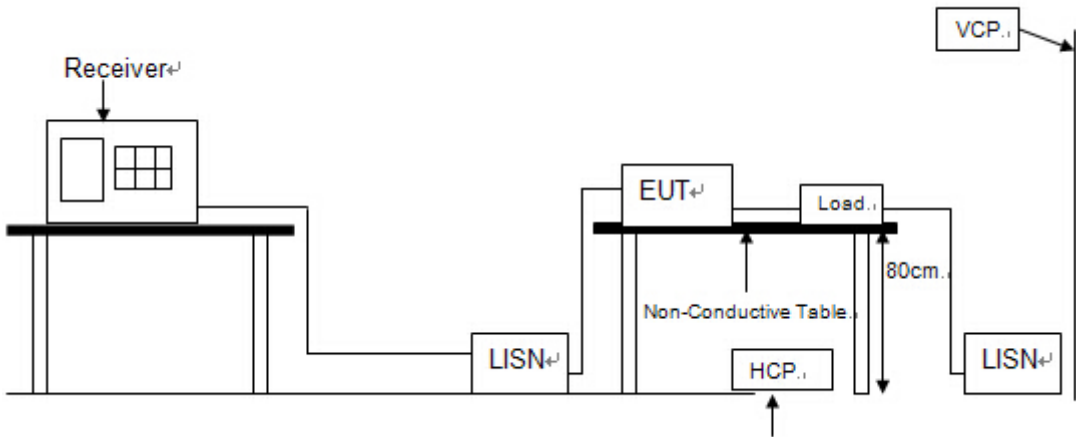 VCP.
Receiver
EUT
Load.
80cm.
Non-Conductive Table.
LISN
HCP.
LISN